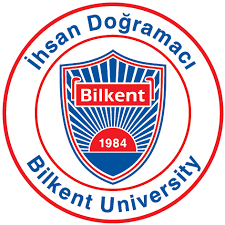 İhsan Doğramacı
Bilkent
1984
Bilkent University